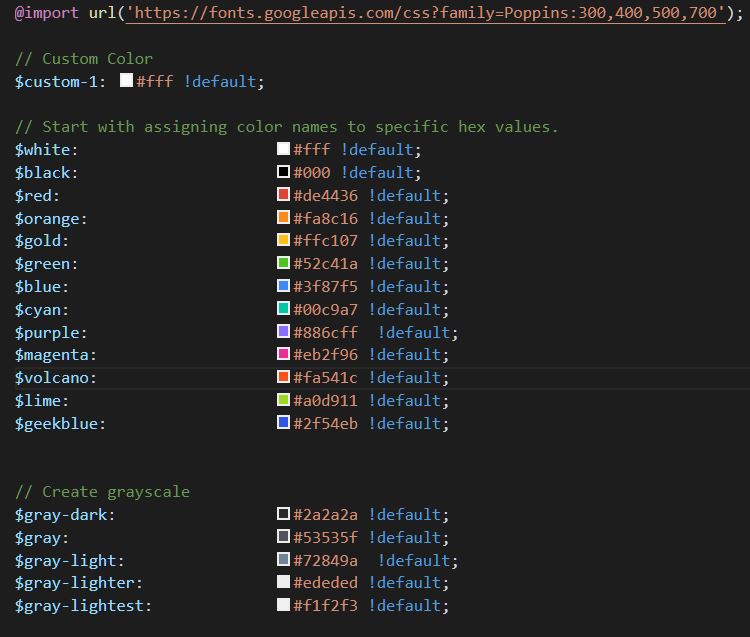 @import url('https://fonts.googleapis.com/css?family=Poppins:300,400,500,700');
// Custom Color
$custom-1: #fff !default;
// Start with assigning color names to specific hex values.
$white: #fff !default;
$black: #000 !default;
$red: #de4436 !default;
$orange: #fa8c16 !default;
$gold: #ffc107 !default;
$green: #52c41a !default;
$blue: #3f87f5 !default;
$cyan: #00c9a7 !default;
$purple: #886cff  !default;
$magenta: #eb2f96 !default;
$volcano: #fa541c !default;
$lime: #a0d911 !default;
$geekblue: #2f54eb !default;
// Create grayscale
$gray-dark: #2a2a2a !default;
$gray: #53535f !default;
$gray-light: #72849a  !default;
$gray-lighter: #ededed !default;
$gray-lightest: #f1f2f3 !default;